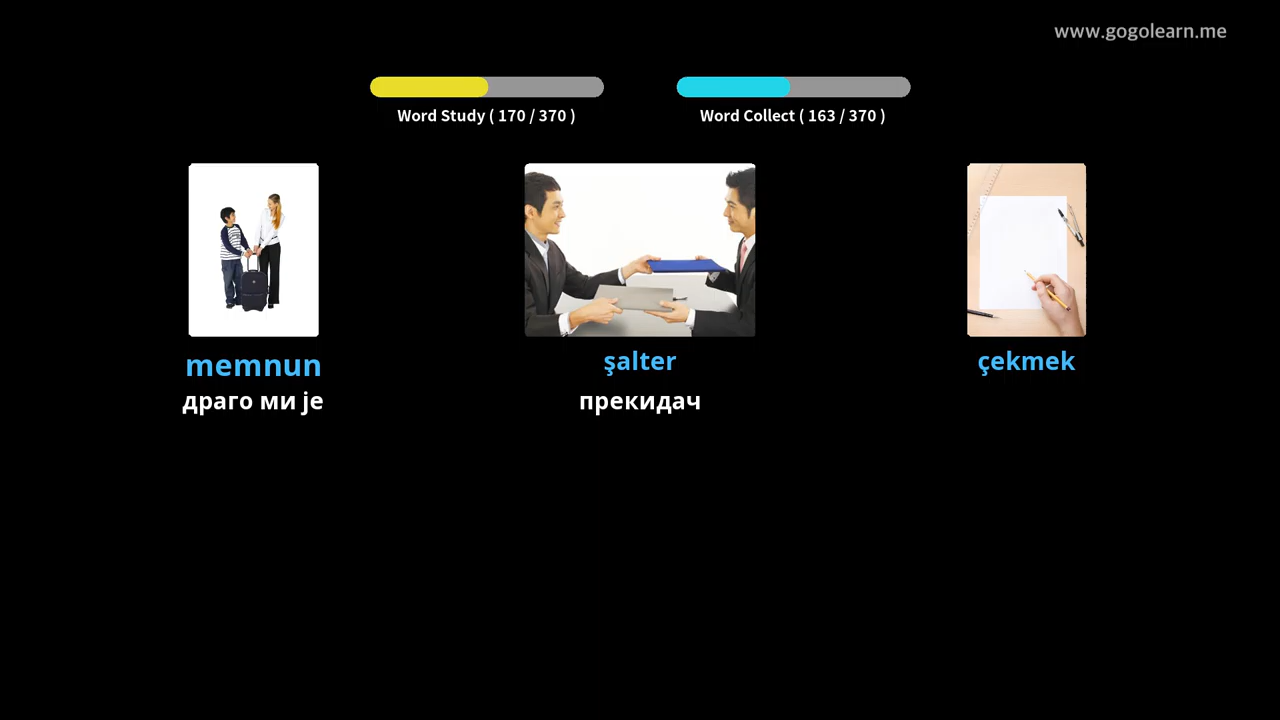 www.gogolearn.me
Word Study ( 170 / 370 )
Word Collect ( 163 / 370 )
memnun
şalter
çekmek
драго ми је
прекидач